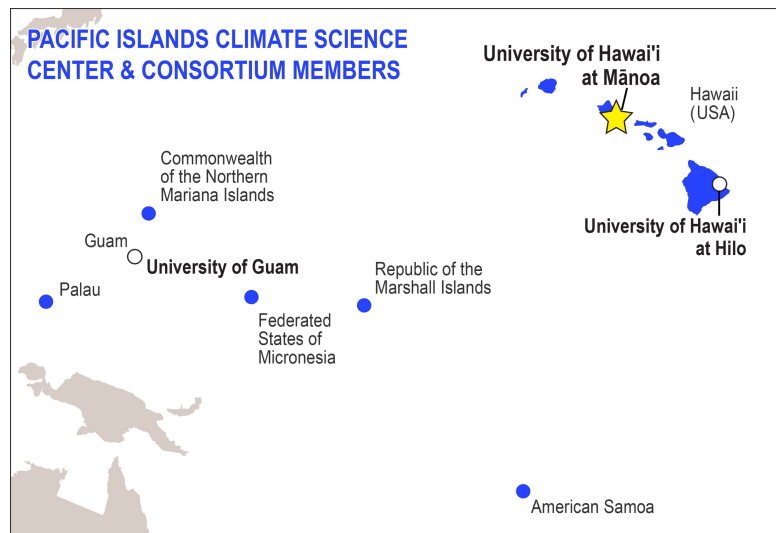 PACIFIC ISLANDS CLIMATE SCIENCE
CENTER & CONSORTIUM MEMBERS
University of Hawai'i
at Mānoa
Hawaii
(USA)
Commonwealth
of the Northern
Mariana Islands
University of Hawai'i
at Hilo
Guam
University of Guam
Republic of the
Marshall Islands
Palau
Federated
States of
Micronesia
American Samoa